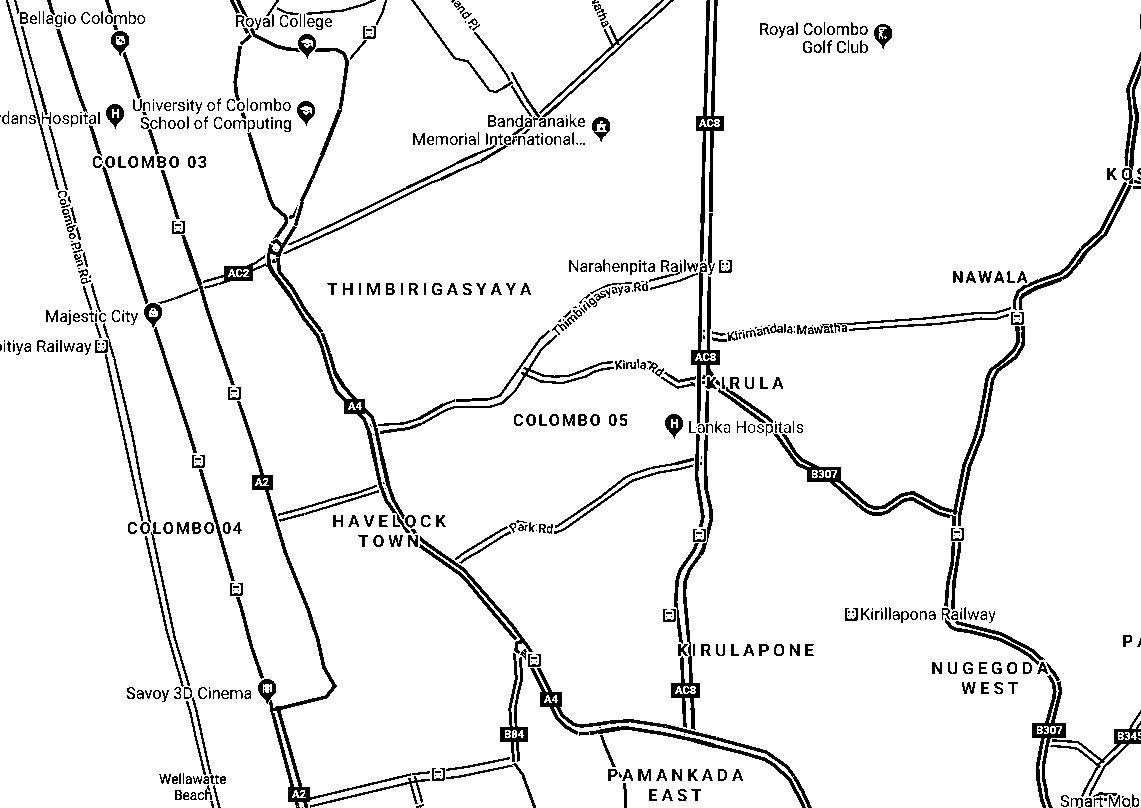 Bellagio Colombo
Royal College
Royal Colombo
Golf Club
University of Colombo
School of Computing
Hospital
Bandaranaike
Memorial International...
AC8
COLOMBO 03
Colombo Plan Rd
AC2
Narahenpita Railway
NAWALA
THIMBIRIGASYAYA
Thimbirigasyaya Rd
Majestic City
Kirimandala Mawatha
Railway
AC8
Kirula Rd
KIRULA
A4
COLOMBO 05
Lanka Hospitals
B307
A2
COLOMBO 04
HAVELOCK
TOWN
Park Rd
Kirillapona Railway
KIRULAPONE
NUGEGODA
WEST
Savoy 3D Cinema
A4
AC8
B84
B307
B345
Wellawatte
Beach
PAMANKADA
EAST
A2